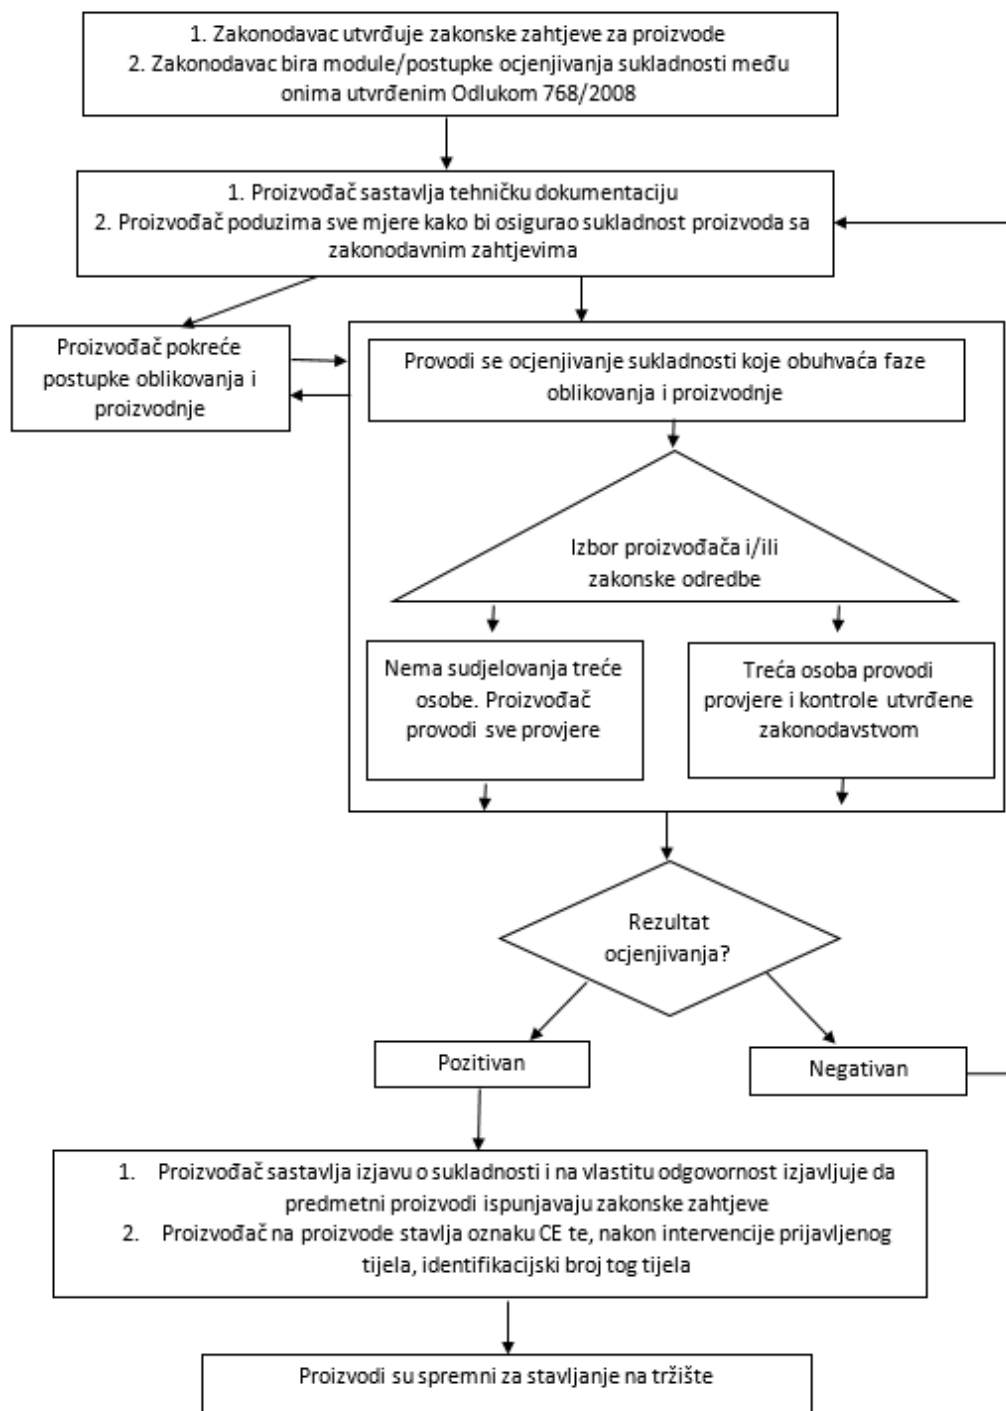 1. Zakonodavac utvrđuje zakonske zahtjeve za proizvode
2. Zakonodavac bira module/postupke ocjenjivanja sukladnosti među
onima utvrđenim Odlukom 768/2008
1. Proizvođač sastavlja tehničku dokumentaciju
2. Proizvođač poduzima sve mjere kako bi osigurao sukladnost proizvoda sa
zakonodavnim zahtjevima
Proizvođač pokreće
postupke oblikovanja i
proizvodnje
Provodi se ocjenjivanje sukladnosti koje obuhvaća faze
oblikovanja i proizvodnje
Izbor proizvođača i/ili
zakonske odredbe
Nema sudjelovanja treće
osobe. Proizvođač
provodi sve provjere
Treća osoba provodi
provjere i kontrole utvrđene
zakonodavstvom
Rezultat
ocjenjivanja?
Pozitivan
Negativan
1. Proizvođač sastavlja izjavu o sukladnosti i na vlastitu odgovornost izjavljuje da
predmetni proizvodi ispunjavaju zakonske zahtjeve
2. Proizvođač na proizvode stavlja oznaku CE te, nakon intervencije prijavljenog
tijela, identifikacijski broj tog tijela
Proizvodi su spremni za stavljanje na tržište